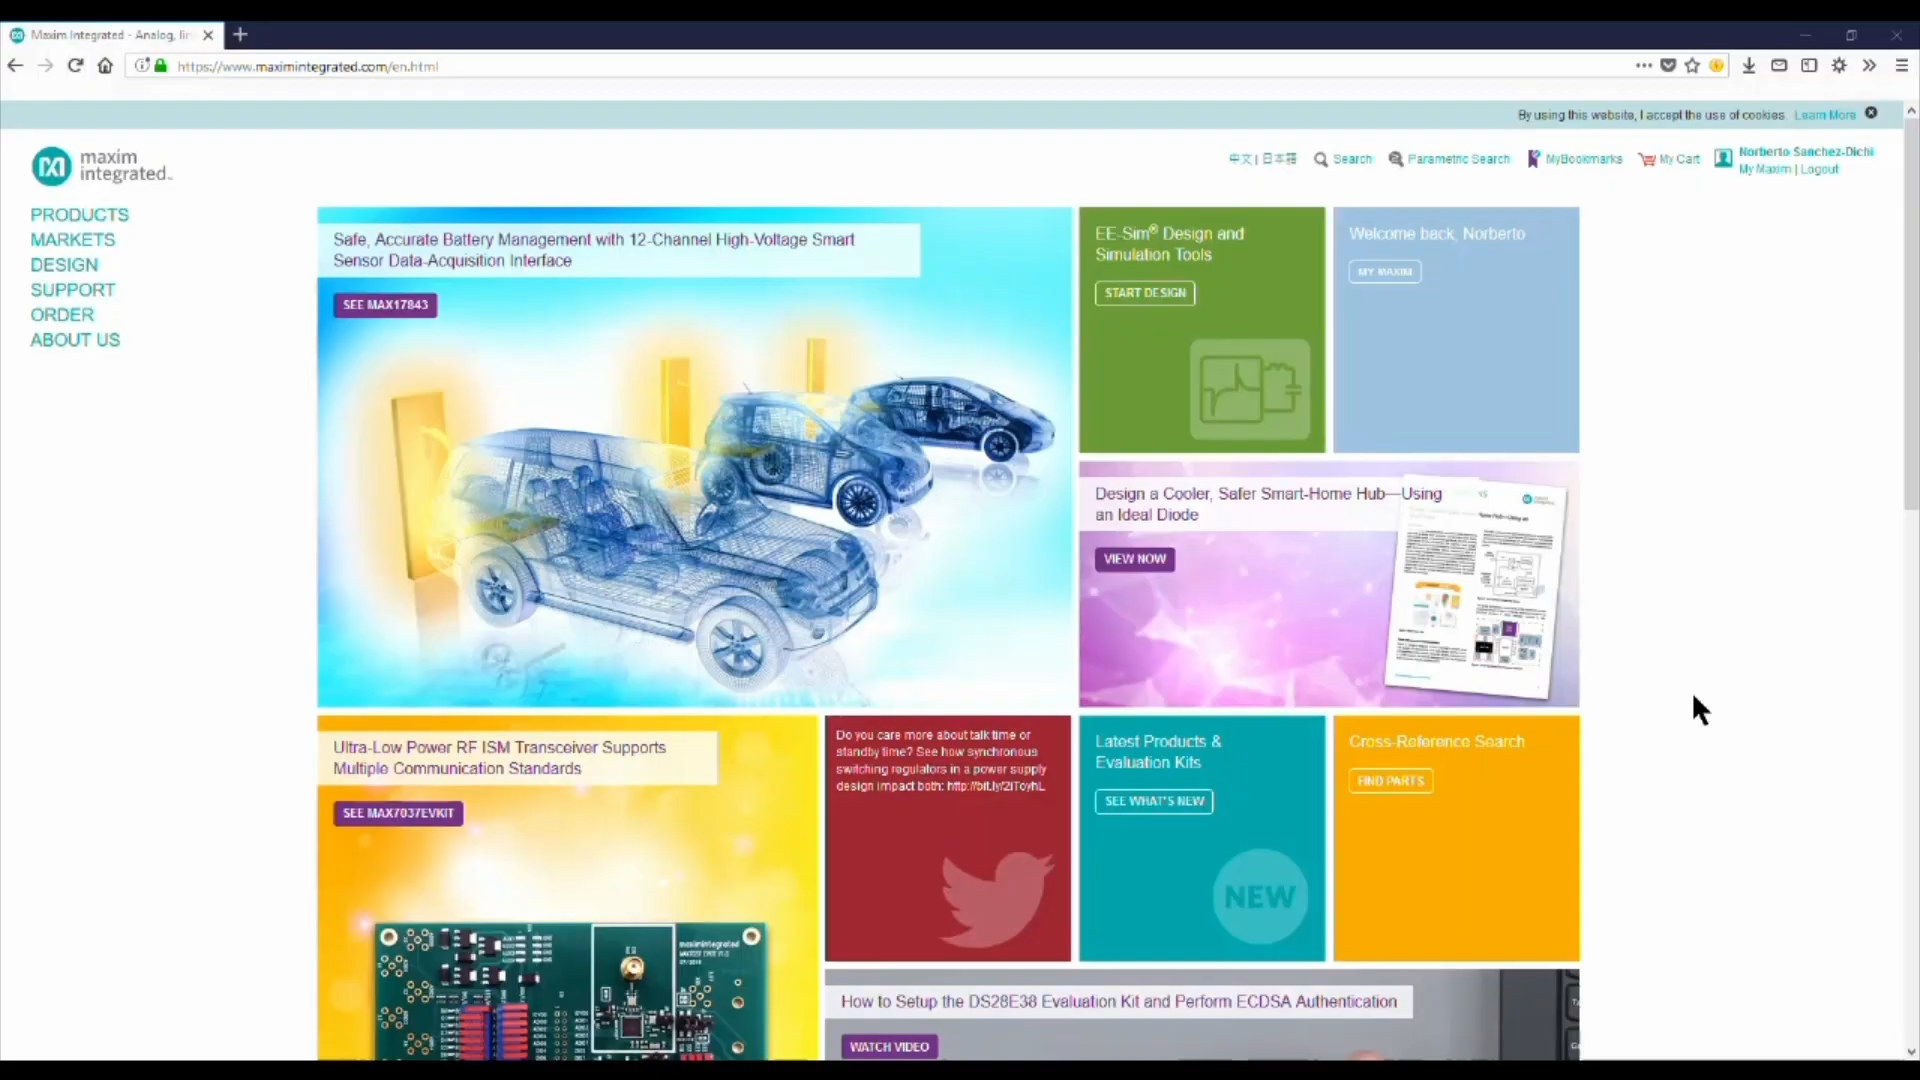 Maxim Integrated - Analog, lin
https://www.maximintegrated.com/en.html
By using this website, I accept the use of cookies. Learn More
maxim
integrated
中文 | 日本語
Search
Parametric Search
MyBookmarks
My Cart
Norberto Sanchez-Dichi
My Maxim | Logout
PRODUCTS
MARKETS
DESIGN
SUPPORT
ORDER
ABOUT US
Safe, Accurate Battery Management with 12-Channel High-Voltage Smart
Sensor Data-Acquisition Interface
SEE MAX17843
EE-Sim® Design and
Simulation Tools
START DESIGN
Welcome back, Norberto
MY MAXIM
Design a Cooler, Safer Smart-Home Hub—Using
an Ideal Diode
VIEW NOW
Ultra-Low Power RF ISM Transceiver Supports
Multiple Communication Standards
SEE MAX7037EVKIT
maximintegrated
Do you care more about talk time or
standby time? See how synchronous
switching regulators in a power supply
design impact both: http://bit.ly/2iToyhL
Latest Products &
Evaluation Kits
SEE WHAT'S NEW
NEW
Cross-Reference Search
FIND PARTS
How to Setup the DS28E38 Evaluation Kit and Perform ECDSA Authentication
WATCH VIDEO